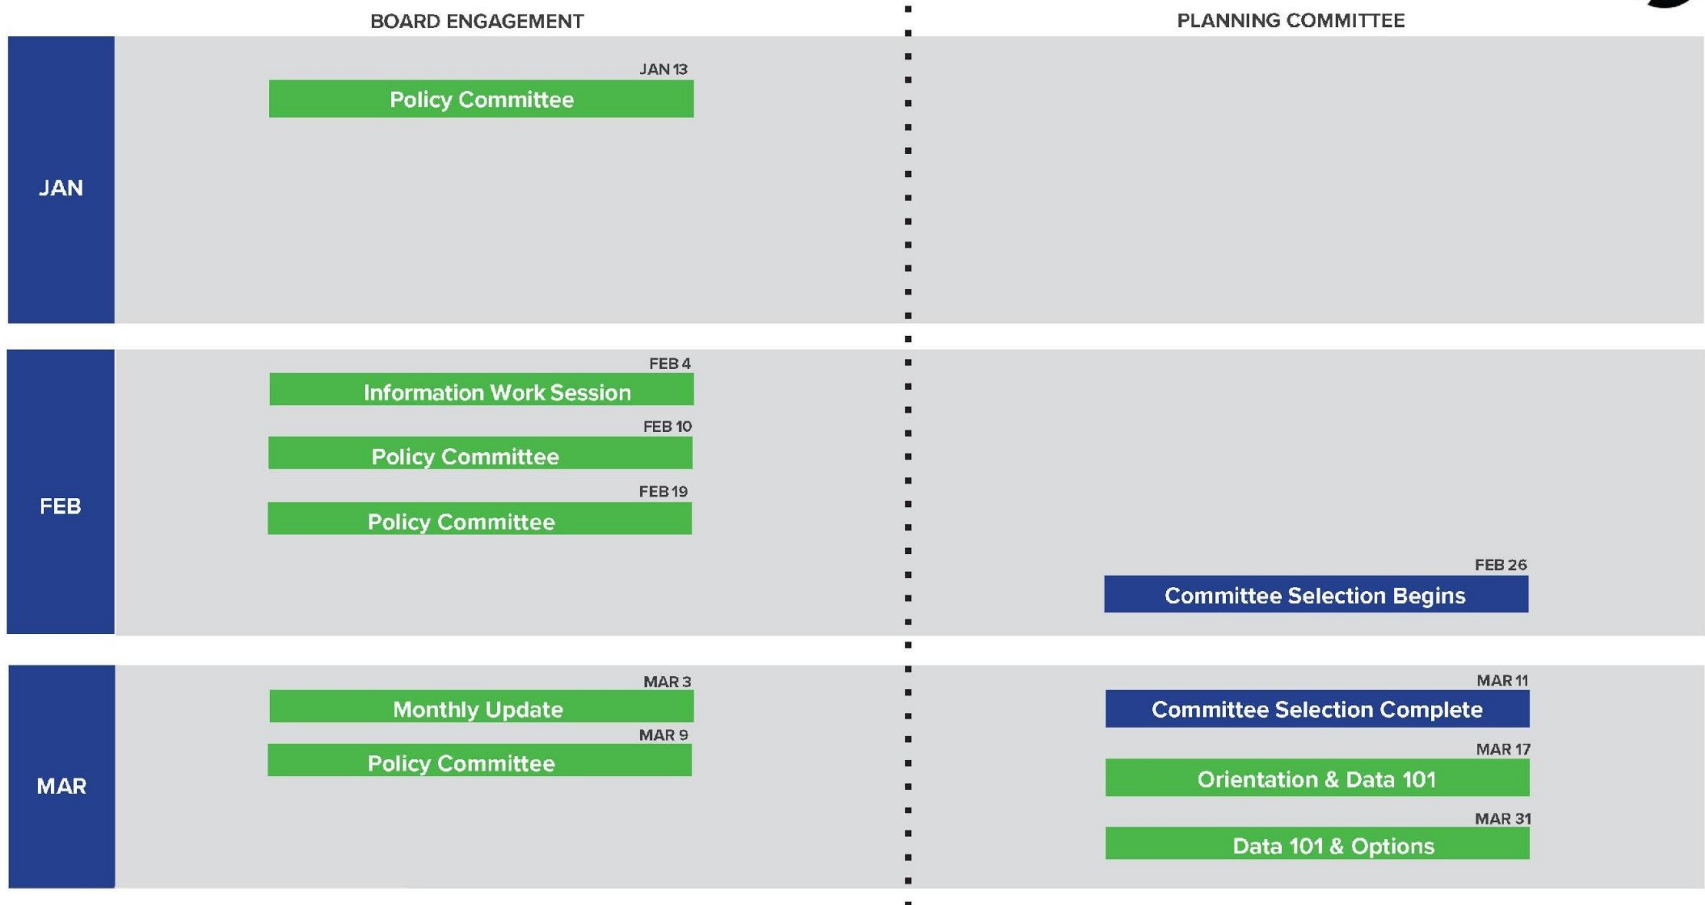 BOARD ENGAGEMENT
PLANNING COMMITTEE
JAN
JAN 13
Policy Committee
FEB
FEB 4
Information Work Session
FEB 10
Policy Committee
FEB 19
Policy Committee
FEB 26
Committee Selection Begins
MAR
MAR 3
Monthly Update
MAR 9
Policy Committee
MAR 11
Committee Selection Complete
MAR 17
Orientation & Data 101
MAR 31
Data 101 & Options